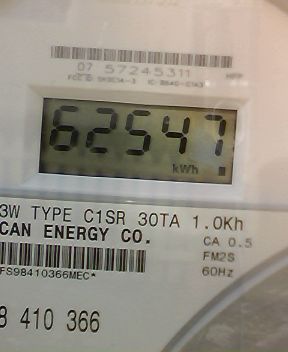 07 57245311
62547
kWh
3W TYPE C1SR 30TA 1.0Kh
CAN ENERGY CO.
CA 0.5
FM2S
60Hz
FS98410366MEC*
8 410 366